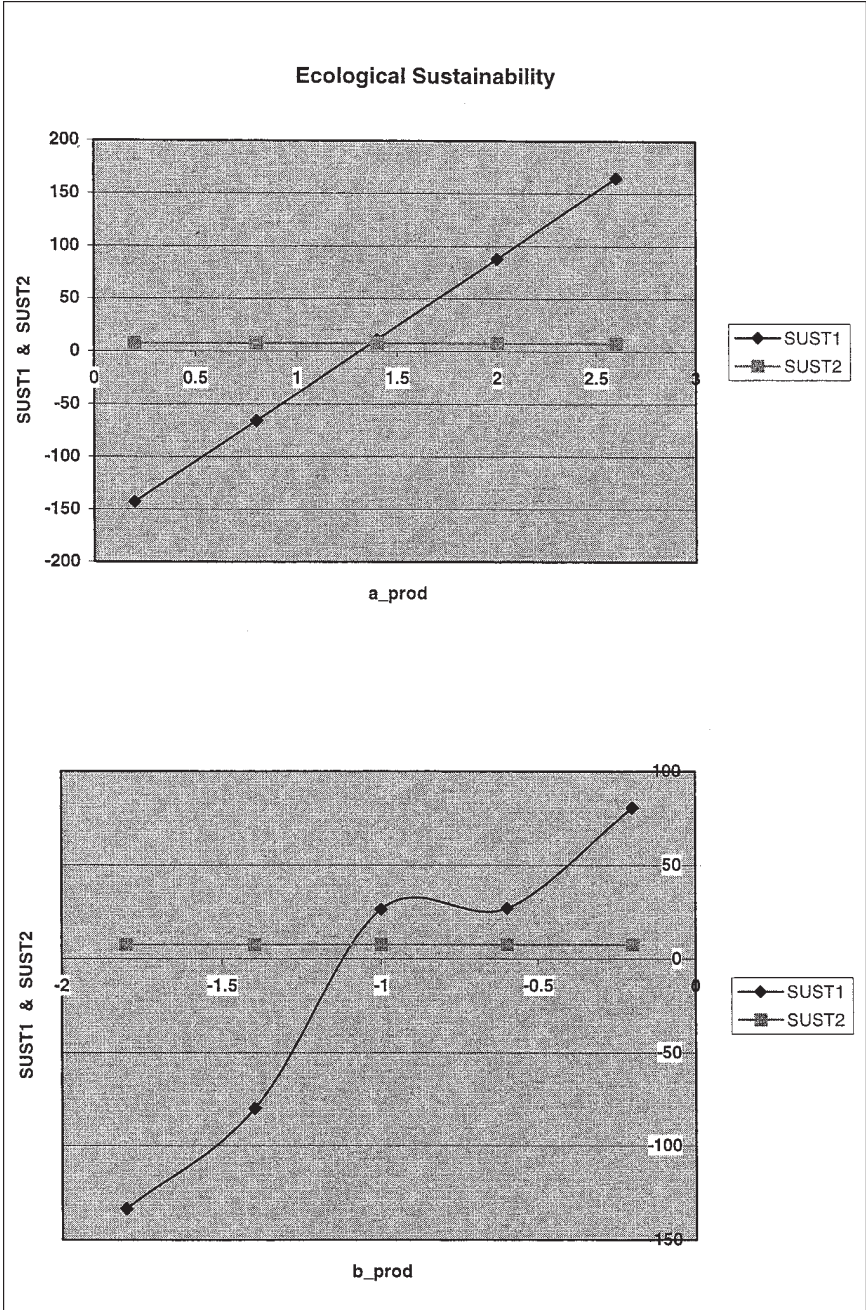 Ecological Sustainability
200
150
100
50
0
-50
-100
-150
-200
0 0.5 1 1.5 2 2.5 3
SUST1 & SUST2
a_prod
SUST1
SUST2
100
50
0
-50
-100
-150
-2 -1.5 -1 -0.5 0
SUST1 & SUST2
b_prod
SUST1
SUST2